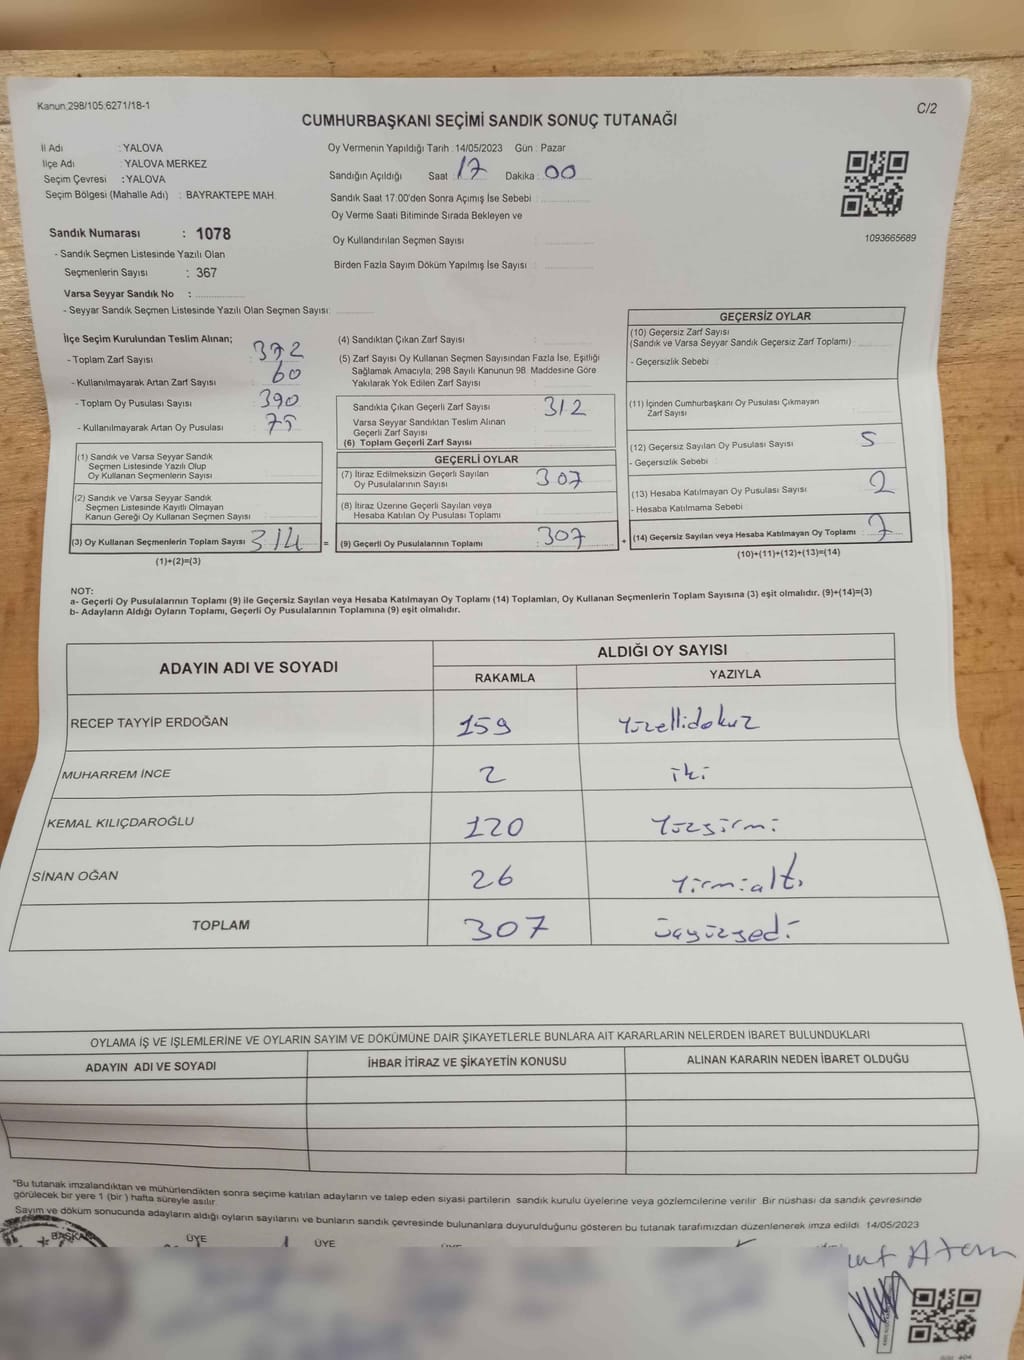 Kanun.298/105.6271/18-1
C/2
CUMHURBAŞKANI SEÇİMİ SANDIK SONUÇ TUTANAĞI
İl Adı : YALOVA
İlçe Adı : YALOVA MERKEZ
Seçim Çevresi : YALOVA
Seçim Bölgesi (Mahalle Adı) : BAYRAKTEPE MAH.
Sandık Numarası : 1078
- Sandık Seçmen Listesinde Yazılı Olan
Seçmenlerin Sayısı : 367
Varsa Seyyar Sandık No :
- Seyyar Sandık Seçmen Listesinde Yazılı Olan Seçmen Sayısı:
Oy Vermenin Yapıldığı Tarih : 14/05/2023 Gün : Pazar
Sandığın Açıldığı Saat : 17 Dakika : 00
Sandık Saat 17:00'den Sonra Açımış İse Sebebi :
Oy Verme Saati Bitiminde Sırada Bekleyen ve
Oy Kullandırılan Seçmen Sayısı :
Birden Fazla Sayım Döküm Yapılmış İse Sayısı :
1093665689
İlçe Seçim Kurulundan Teslim Alınan;
- Toplam Zarf Sayısı : 372
- Kullanılmayarak Artan Zarf Sayısı : 60
- Toplam Oy Pusulası Sayısı : 390
- Kullanılmayarak Artan Oy Pusulası : 75
(1) Sandık ve Varsa Seyyar Sandık
Seçmen Listesinde Yazılı Olup
Oy Kullanan Seçmenlerin Sayısı :
(2) Sandık ve Varsa Seyyar Sandık
Seçmen Listesinde Kayıtlı Olmayan
Kanun Gereği Oy Kullanan Seçmen Sayısı :
(3) Oy Kullanan Seçmenlerin Toplam Sayısı : 314 =
(1)+(2)=(3)
(4) Sandıktan Çıkan Zarf Sayısı :
(5) Zarf Sayısı Oy Kullanan Seçmen Sayısından Fazla İse, Eşitliği
Sağlamak Amacıyla, 298 Sayılı Kanunun 98. Maddesine Göre
Yakılarak Yok Edilen Zarf Sayısı :
Sandıkta Çıkan Geçerli Zarf Sayısı : 312
Varsa Seyyar Sandıktan Teslim Alınan
Geçerli Zarf Sayısı :
(6) Toplam Geçerli Zarf Sayısı
GEÇERLİ OYLAR
(7) İtiraz Edilmeksizin Geçerli Sayılan
Oy Pusulalarının Sayısı : 307
(8) İtiraz Üzerine Geçerli Sayılan veya
Hesaba Katılan Oy Pusulası Toplamı :
(9) Geçerli Oy Pusulalarının Toplamı : 307 +
GEÇERSİZ OYLAR
(10) Geçersiz Zarf Sayısı
(Sandık ve Varsa Seyyar Sandık Geçersiz Zarf Toplamı) :
- Geçersizlik Sebebi :
(11) İçinden Cumhurbaşkanı Oy Pusulası Çıkmayan
Zarf Sayısı :
(12) Geçersiz Sayılan Oy Pusulası Sayısı : 5
- Geçersizlik Sebebi :
(13) Hesaba Katılmayan Oy Pusulası Sayısı : 2
- Hesaba Katılmama Sebebi :
(14) Geçersiz Sayılan veya Hesaba Katılmayan Oy Toplamı : 7
(10)+(11)+(12)+(13)=(14)
NOT:
a- Geçerli Oy Pusulalarının Toplamı (9) ile Geçersiz Sayılan veya Hesaba Katılmayan Oy Toplamı (14) Toplamları, Oy Kullanan Seçmenlerin Toplam Sayısına (3) eşit olmalıdır. (9)+(14)=(3)
b- Adayların Aldığı Oyların Toplamı, Geçerli Oy Pusulalarının Toplamına (9) eşit olmalıdır.
ADAYIN ADI VE SOYADI
ALDIĞI OY SAYISI
RAKAMLA YAZIYLA
RECEP TAYYİP ERDOĞAN 159 Yüzellidokuz
MUHARREM İNCE 2 iki
KEMAL KILIÇDAROĞLU 120 Yüzyirmi
SİNAN OĞAN 26 Yirmialtı
TOPLAM 307 üçyüzyedi
OYLAMA İŞ VE İŞLEMLERİNE VE OYLARIN SAYIM VE DÖKÜMÜNE DAİR ŞİKAYETLERLE BUNLARA AİT KARARLARIN NELERDEN İBARET BULUNDUKLARI
ADAYIN ADI VE SOYADI İHBAR İTİRAZ VE ŞİKAYETİN KONUSU ALINAN KARARIN NEDEN İBARET OLDUĞU
*Bu tutanak imzalandıktan ve mühürlendikten sonra seçime katılan adayların ve talep eden siyasi partilerin sandık kurulu üyelerine veya gözlemcilerine verilir. Bir nüshası da sandık çevresinde
görülecek bir yere 1 (bir ) hafta süreyle asılır.
Sayım ve döküm sonucunda adayların aldığı oyların sayılarını ve bunların sandık çevresinde bulunanlara duyurulduğunu gösteren bu tutanak tarafımızdan düzenlenerek imza edildi. 14/05/2023
BAŞKAN ÜYE ÜYE